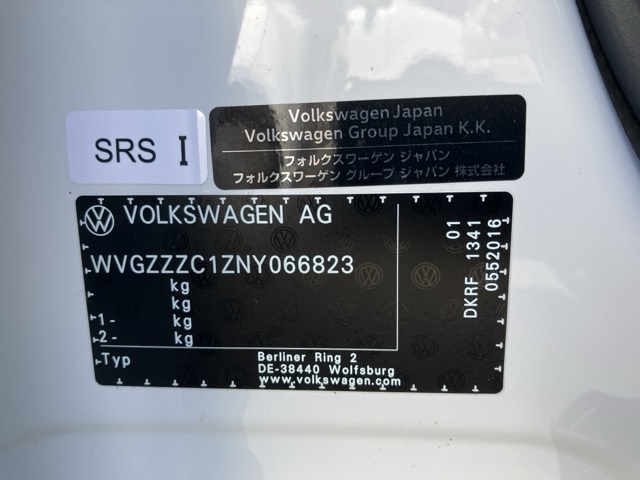 SRS I
Volkswagen Japan
Volkswagen Group Japan K.K.
フォルクスワーゲン ジャパン
フォルクスワーゲン グループ ジャパン 株式会社
VOLKSWAGEN AG
WVGZZZC1ZNY066823
kg
kg
1- kg
2- kg
Typ
Berliner Ring 2
DE-38440 Wolfsburg
www.volkswagen.com
01
DKRF 1341
0552016